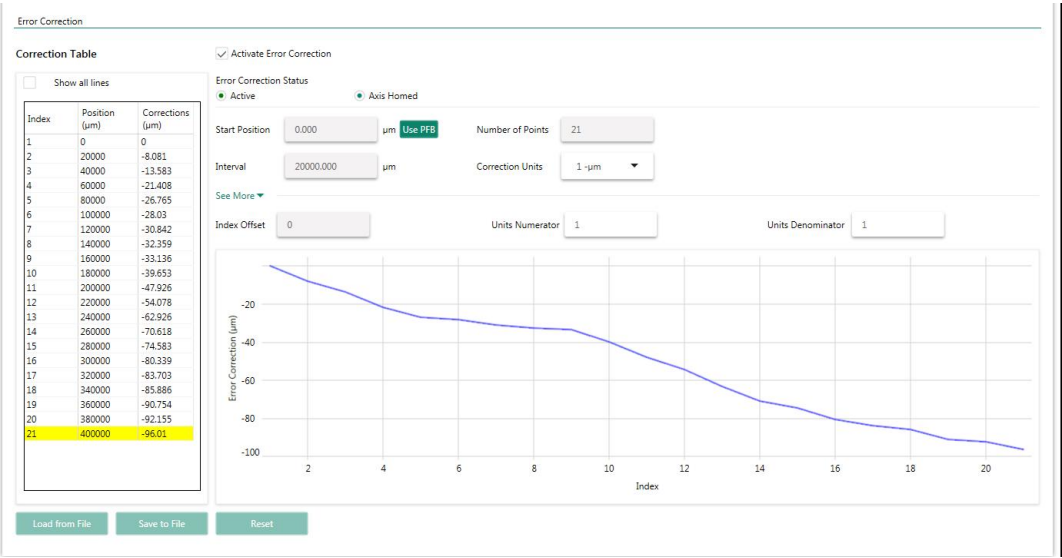 Error Correction
Correction Table
Activate Error Correction
Show all lines
Error Correction Status
Active Axis Homed
Index Position (µm) Corrections (µm)
1 0 0
2 20000 -8.081
3 40000 -13.583
4 60000 -21.408
5 80000 -26.765
6 100000 -28.03
7 120000 -30.842
8 140000 -32.359
9 160000 -33.136
10 180000 -39.653
11 200000 -47.926
12 220000 -54.078
13 240000 -62.926
14 260000 -70.618
15 280000 -74.583
16 300000 -80.339
17 320000 -83.703
18 340000 -85.886
19 360000 -90.754
20 380000 -92.155
21 400000 -96.01
Start Position 0.000 µm Use PFB Number of Points 21
Interval 20000.000 µm Correction Units 1 -µm
See More
Index Offset 0 Units Numerator 1 Units Denominator 1
Error Correction (µm)
-20
-40
-60
-80
-100
2 4 6 8 10 12 14 16 18 20
Index
Load from File Save to File Reset